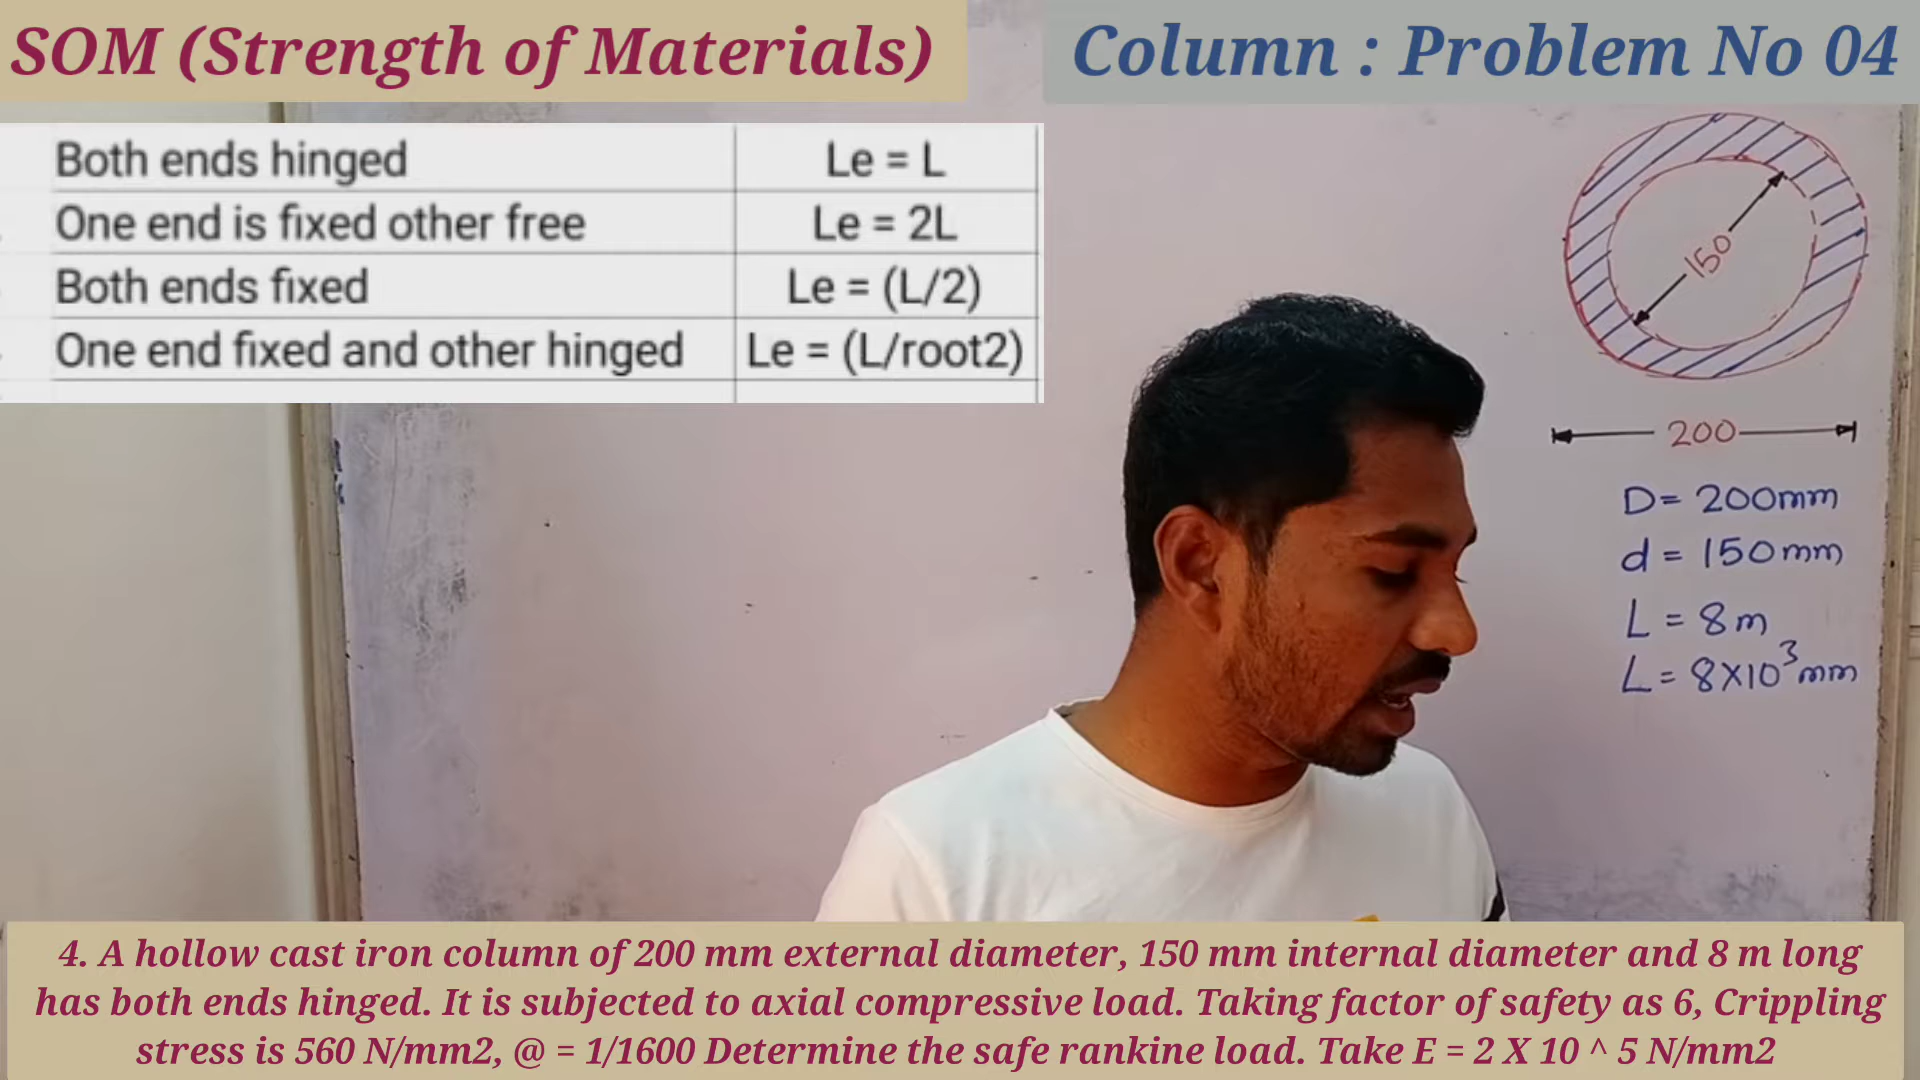 SOM (Strength of Materials)
Column : Problem No 04
Both ends hinged Le = L
One end is fixed other free Le = 2L
Both ends fixed Le = (L/2)
One end fixed and other hinged Le = (L/root2)
150
200
D = 200mm
d = 150mm
L = 8m
L = 8X10³mm
4. A hollow cast iron column of 200 mm external diameter, 150 mm internal diameter and 8 m long
has both ends hinged. It is subjected to axial compressive load. Taking factor of safety as 6, Crippling
stress is 560 N/mm2, @ = 1/1600 Determine the safe rankine load. Take E = 2 X 10 ^ 5 N/mm2